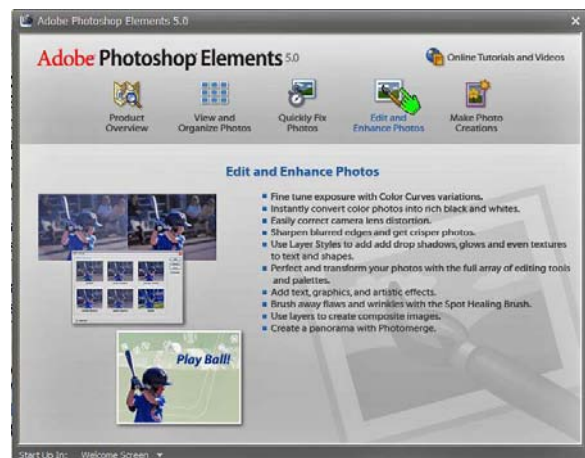 Adobe Photoshop Elements 5.0
Adobe Photoshop Elements 5.0
Online Tutorials and Videos
Product
Overview
View and
Organize Photos
Quickly Fix
Photos
Edit and
Enhance Photos
Make Photo
Creations
Edit and Enhance Photos
Fine tune exposure with Color Curves variations.
Instantly convert color photos into rich black and whites.
Easily correct camera lens distortion.
Sharpen blurred edges and get crisper photos.
Use Layer Styles to add add drop shadows, glows and even textures
to text and shapes.
Perfect and transform your photos with the full array of editing tools
and palettes.
Add text, graphics, and artistic effects.
Brush away flaws and wrinkles with the Spot Healing Brush.
Use layers to create composite images.
Create a panorama with Photomerge.
Play Ball!
Start Up In: Welcome Screen